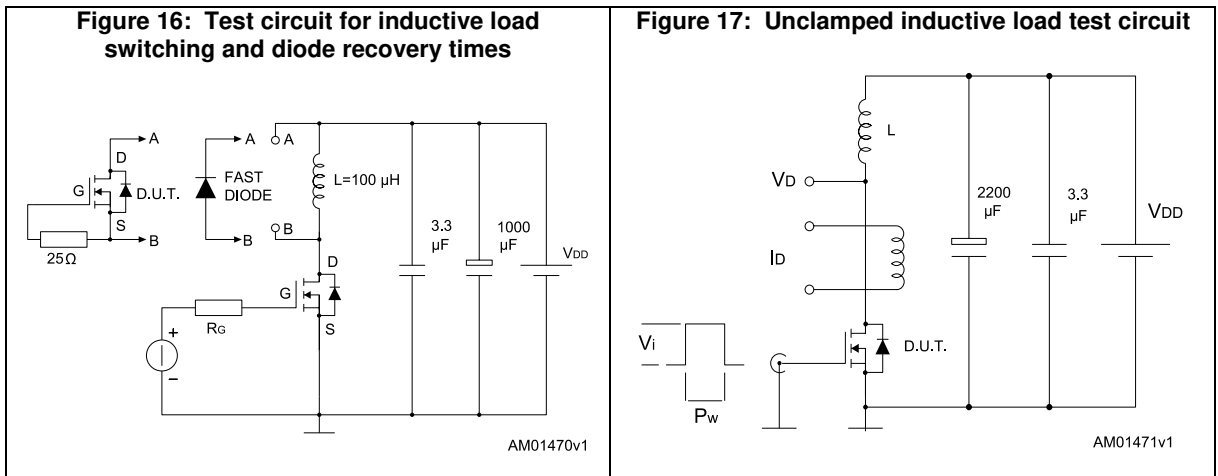 Figure 16: Test circuit for inductive load
switching and diode recovery times
A
D
G
D.U.T.
S
B
25Ω
A
FAST
DIODE
B
A
L=100 µH
B
D
G
S
RG
+
–
3.3
µF
1000
µF
VDD
AM01470v1
Figure 17: Unclamped inductive load test circuit
L
VD
ID
2200
µF
3.3
µF
VDD
Vi
Pw
D.U.T.
AM01471v1